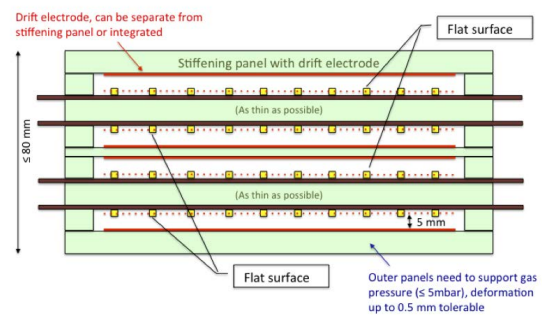 Drift electrode, can be separate from
stiffening panel or integrated
Flat surface
Stiffening panel with drift electrode
(As thin as possible)
≤ 80 mm
(As thin as possible)
5 mm
Flat surface
Outer panels need to support gas
pressure (≤ 5mbar), deformation
up to 0.5 mm tolerable